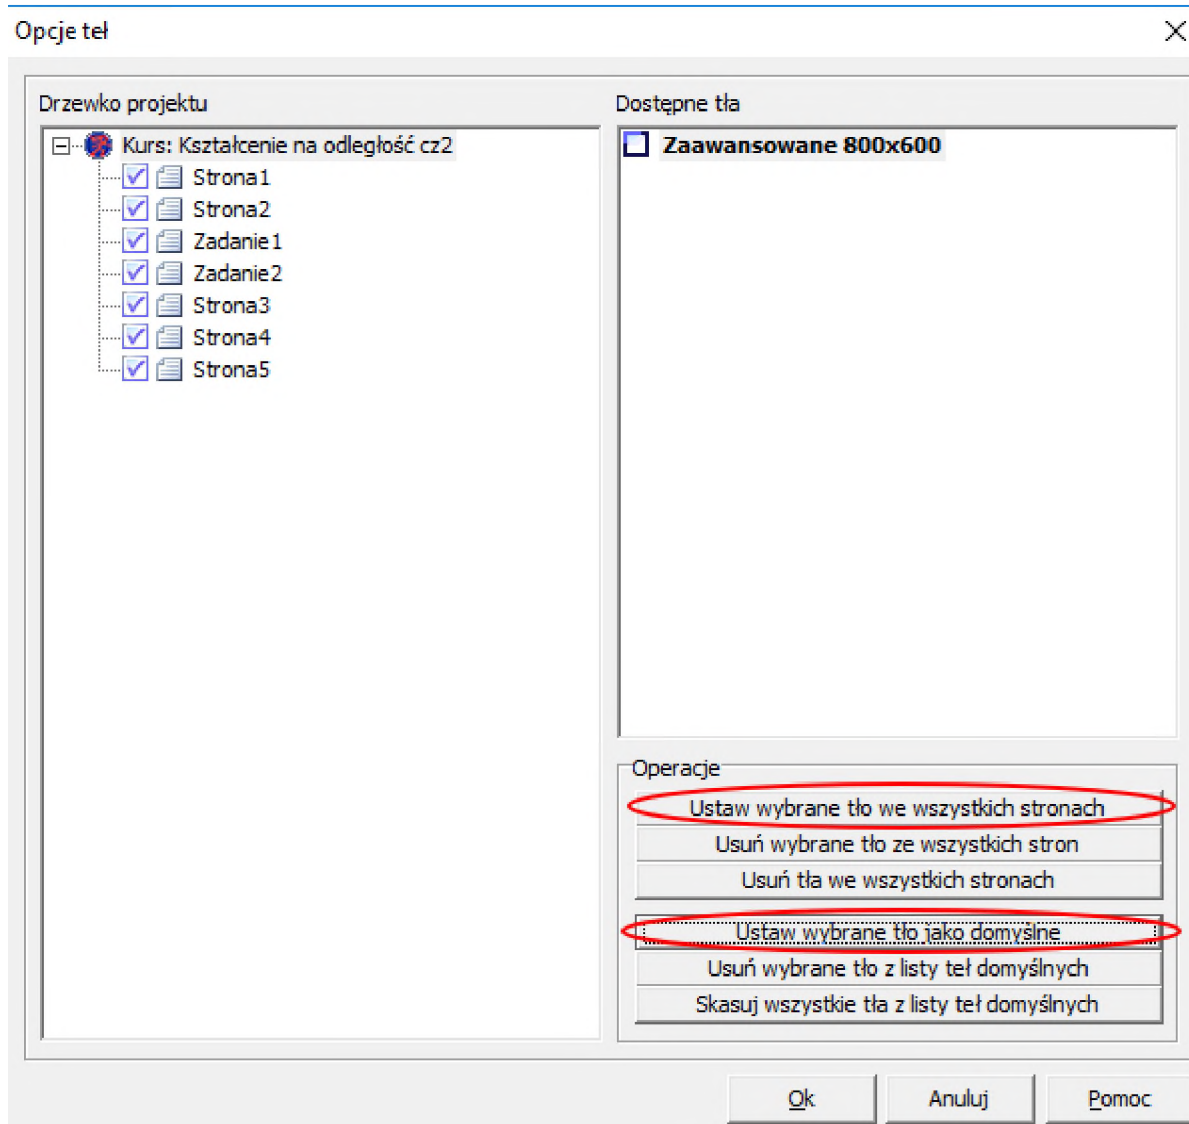 Opcje teł
Drzewko projektu
Kurs: Kształcenie na odległość cz2
Strona1
Strona2
Zadanie1
Zadanie2
Strona3
Strona4
Strona5
Dostępne tła
Zaawansowane 800x600
Operacje
Ustaw wybrane tło we wszystkich stronach
Usuń wybrane tło ze wszystkich stron
Usuń tła we wszystkich stronach
Ustaw wybrane tło jako domyślne
Usuń wybrane tło z listy teł domyślnych
Skasuj wszystkie tła z listy teł domyślnych
Ok
Anuluj
Pomoc